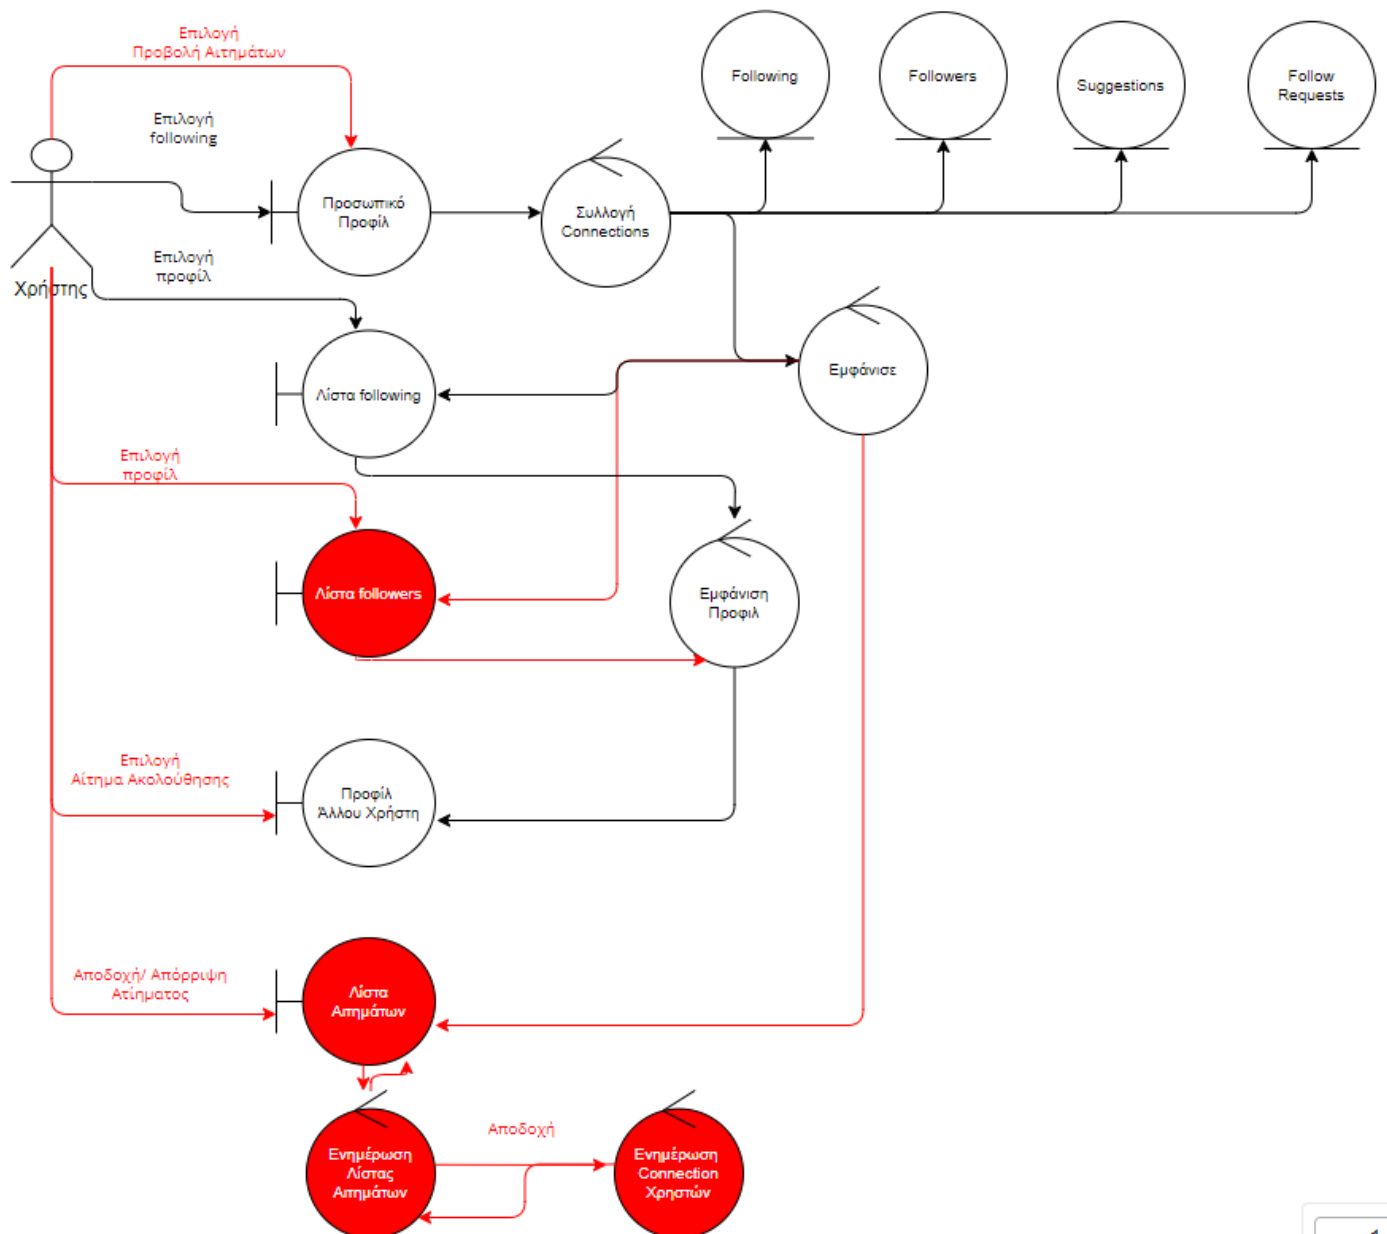 Επιλογή
Προβολή Αιτημάτων
Following
Followers
Suggestions
Follow
Requests
Επιλογή
following
Προσωπικό
Προφίλ
Συλλογή
Connections
Επιλογή
προφίλ
Χρήστης
Εμφάνισε
Λίστα following
Επιλογή
προφίλ
Λίστα followers
Εμφάνιση
Προφιλ
Επιλογή
Αίτημα Ακολούθησης
Προφίλ
Άλλου Χρήστη
Αποδοχή/ Απόρριψη
Ατίηματος
Λίστα
Αιτημάτων
Αποδοχή
Ενημέρωση
Λίστας
Αιτημάτων
Ενημέρωση
Connection
Χρηστών